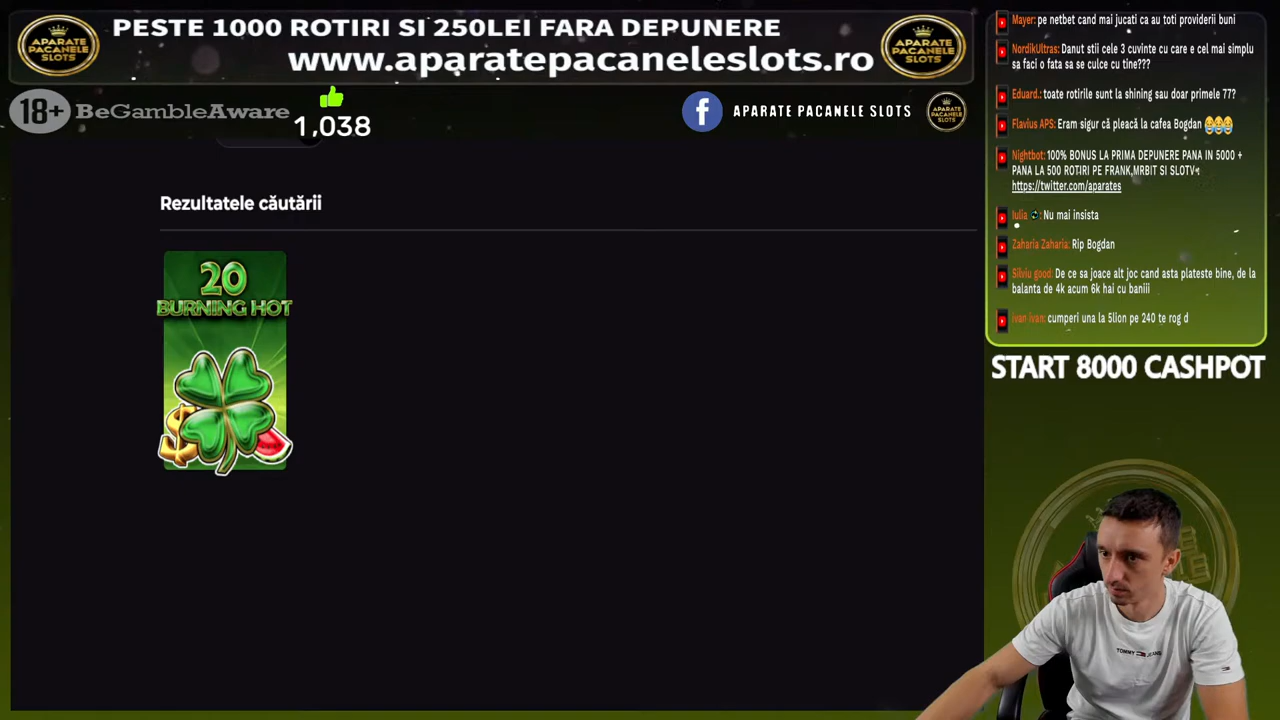 PESTE 1000 ROTIRI SI 250LEI FARA DEPUNERE
www.aparatepacaneleslots.ro
APARATE
PACANELE
SLOTS
APARATE
PACANELE
SLOTS
18+ BeGambleAware
1,038
f APARATE PACANELE SLOTS
Rezultatele căutării
20
BURNING HOT
Mayer: pe netbet cand mai jucati ca au toti providerii buni
NordikUltras: Danut stii cele 3 cuvinte cu care e cel mai simplu
sa faci o fata sa se culce cu tine???
Eduard.: toate rotirile sunt la shining sau doar primele 77?
Flavius APS: Eram sigur că pleacă la cafea Bogdan 😂😂😂
Nightbot: 100% BONUS LA PRIMA DEPUNERE PANA IN 5000 +
PANA LA 500 ROTIRI PE FRANK,MRBIT SI SLOTV
https://twitter.com/aparates
Iulia: Nu mai insista
Zaharia Zaharia: Rip Bogdan
Silviu good: De ce sa joace alt joc cand asta plateste bine, de la
balanta de 4k acum 6k hai cu baniii
ivan ivan: cumperi una la 5lion pe 240 te rog d
START 8000 CASHPOT
TOMMY JEANS